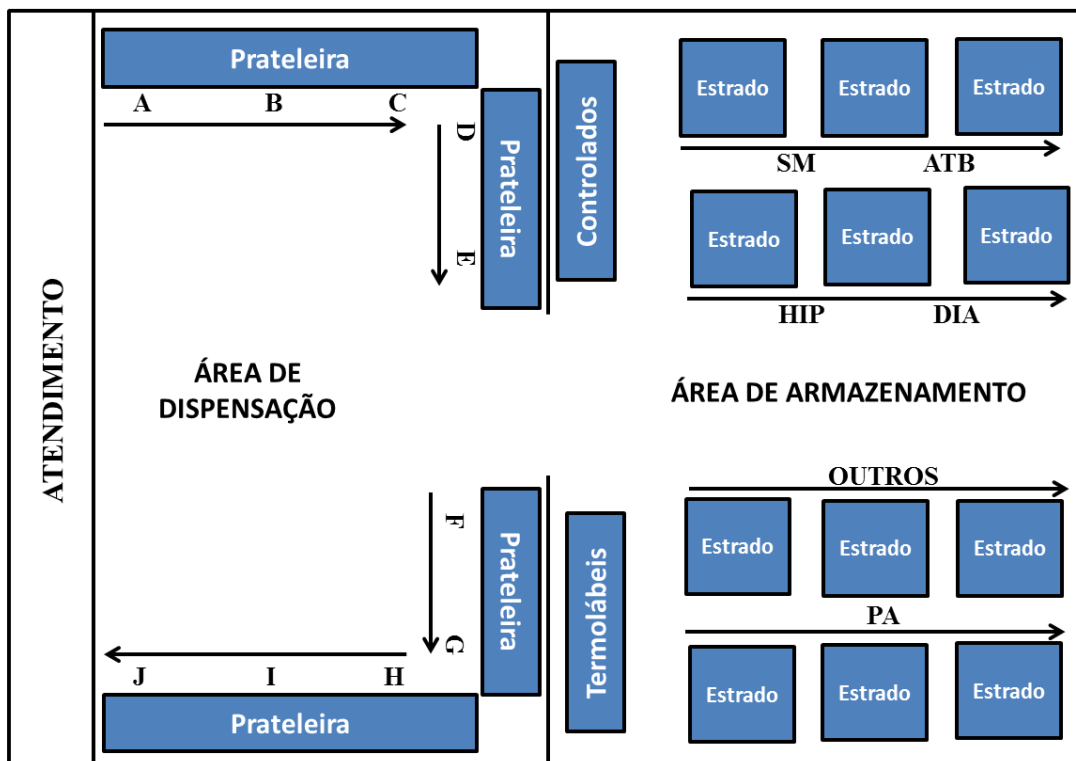 ATENDIMENTO
Prateleira
A B C
D
E
Prateleira
ÁREA DE
DISPENSAÇÃO
F
G
Prateleira
J I H
Prateleira
Controlados
Termolábeis
Estrado Estrado Estrado
SM ATB
Estrado Estrado Estrado
HIP DIA
ÁREA DE ARMAZENAMENTO
OUTROS
Estrado Estrado Estrado
PA
Estrado Estrado Estrado